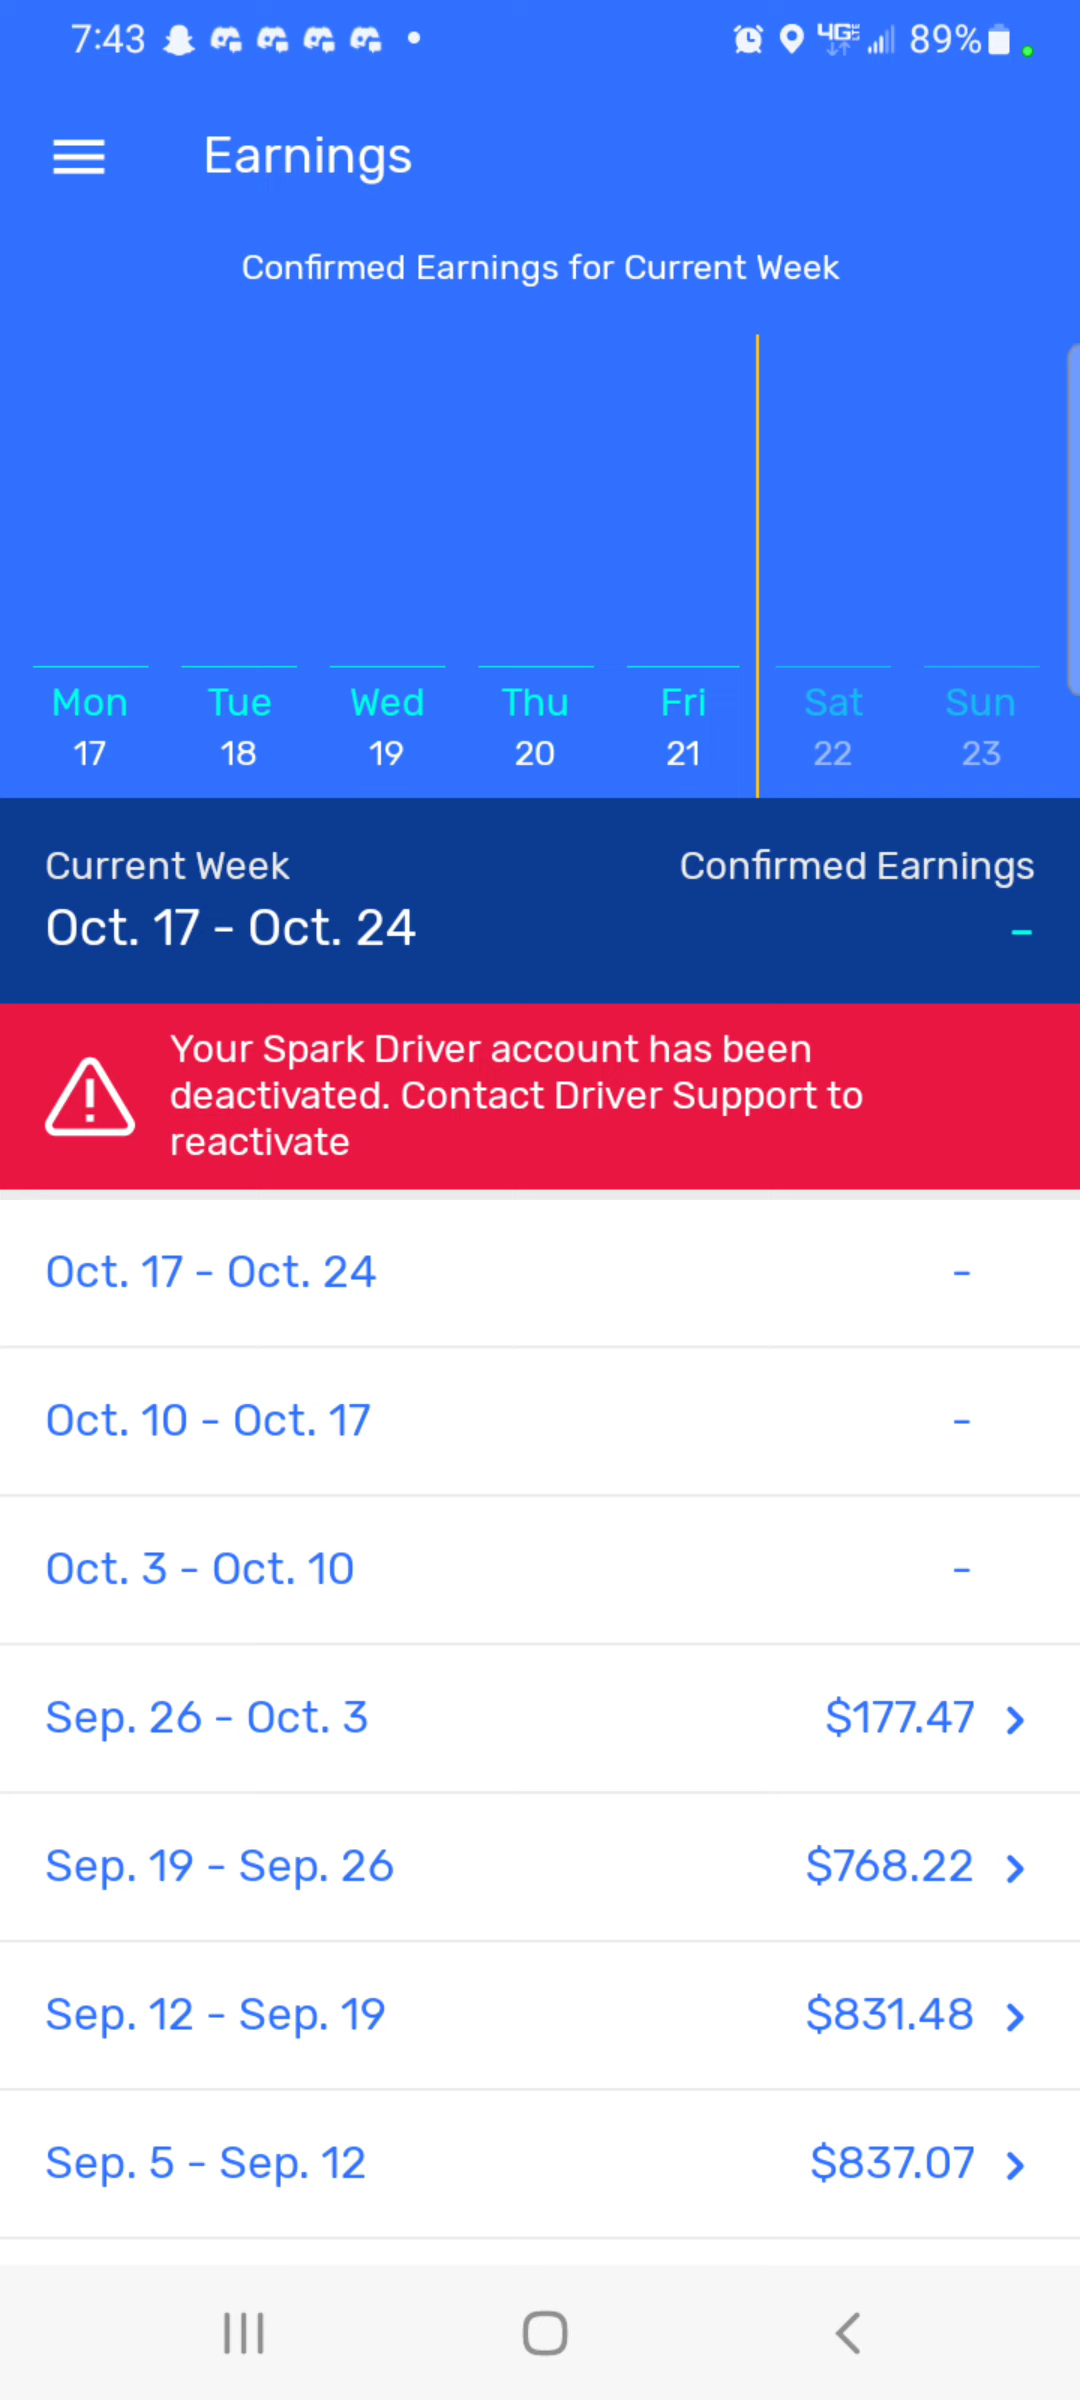 7:43
4GE 89%
Earnings
Confirmed Earnings for Current Week
Mon Tue Wed Thu Fri Sat Sun
17 18 19 20 21 22 23
Current Week Confirmed Earnings
Oct. 17 - Oct. 24 -
Your Spark Driver account has been
deactivated. Contact Driver Support to
reactivate
Oct. 17 - Oct. 24 -
Oct. 10 - Oct. 17 -
Oct. 3 - Oct. 10 -
Sep. 26 - Oct. 3 $177.47
Sep. 19 - Sep. 26 $768.22
Sep. 12 - Sep. 19 $831.48
Sep. 5 - Sep. 12 $837.07